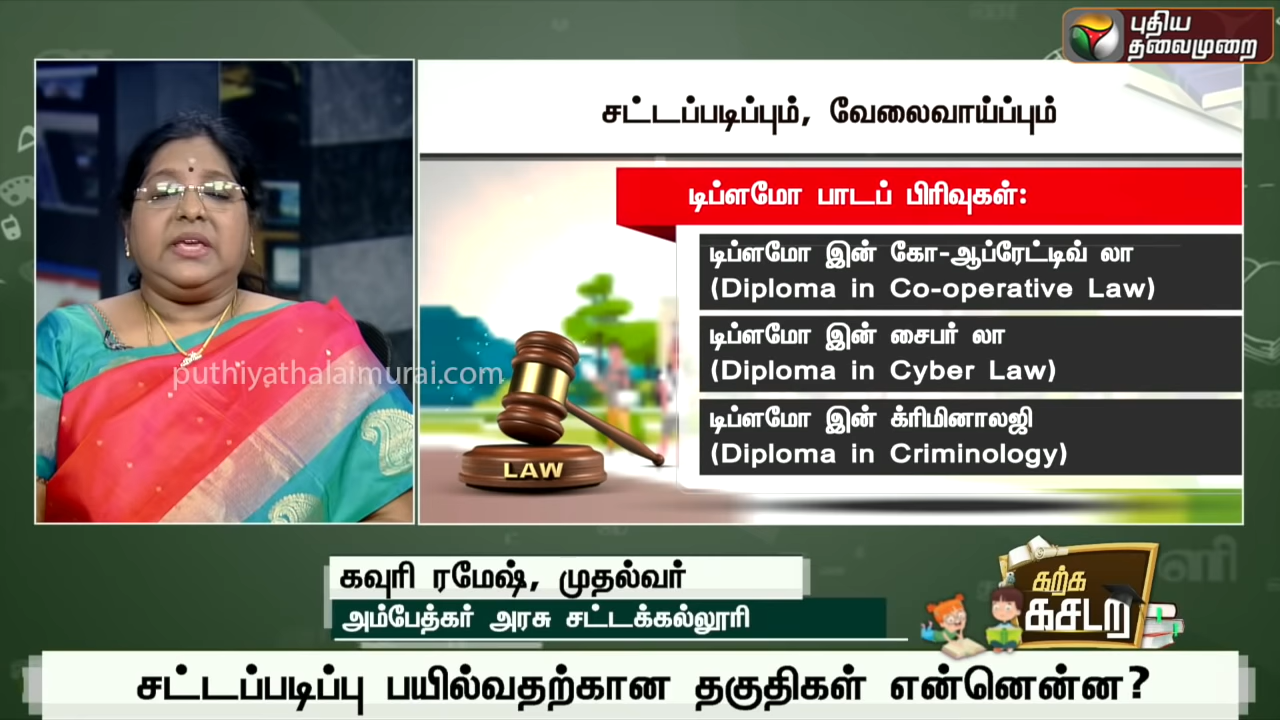 புதிய
தலைமுறை
சட்டப்படிப்பும், வேலைவாய்ப்பும்
டிப்ளமோ பாடப் பிரிவுகள்:
டிப்ளமோ இன் கோ-ஆப்ரேட்டிவ் லா
(Diploma in Co-operative Law)
டிப்ளமோ இன் சைபர் லா
(Diploma in Cyber Law)
டிப்ளமோ இன் க்ரிமினாலஜி
(Diploma in Criminology)
puthiyathalaimurai.com
LAW
கவுரி ரமேஷ், முதல்வர்
அம்பேத்கர் அரசு சட்டக்கல்லூரி
கற்க
கசடற
சட்டப்படிப்பு பயில்வதற்கான தகுதிகள் என்னென்ன?